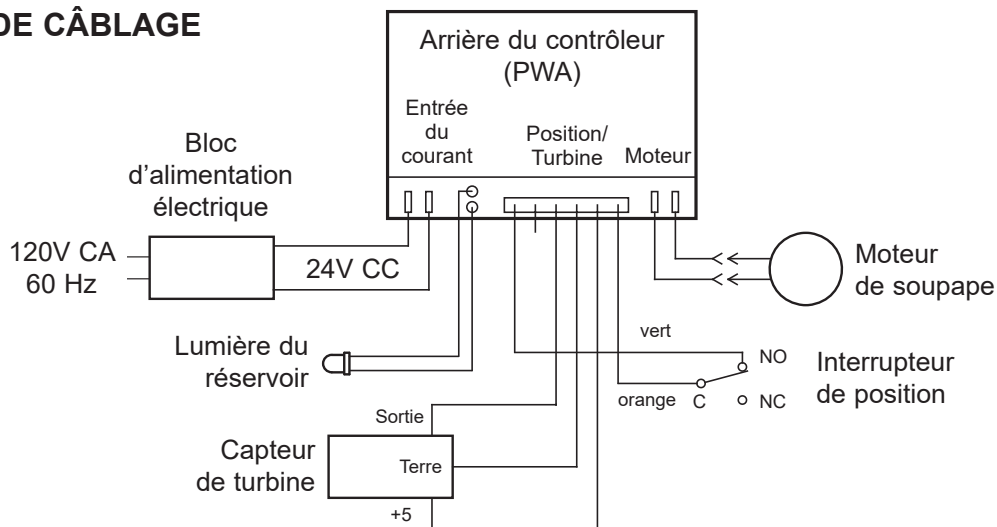 DE CÂBLAGE
Arrière du contrôleur
(PWA)
Entrée
du
courant
Position/
Turbine
Moteur
Bloc
d’alimentation
électrique
120V CA
60 Hz
24V CC
Moteur
de soupape
Lumière du
réservoir
vert
NO
orange
C
NC
Interrupteur
de position
Sortie
Capteur
de turbine
Terre
+5